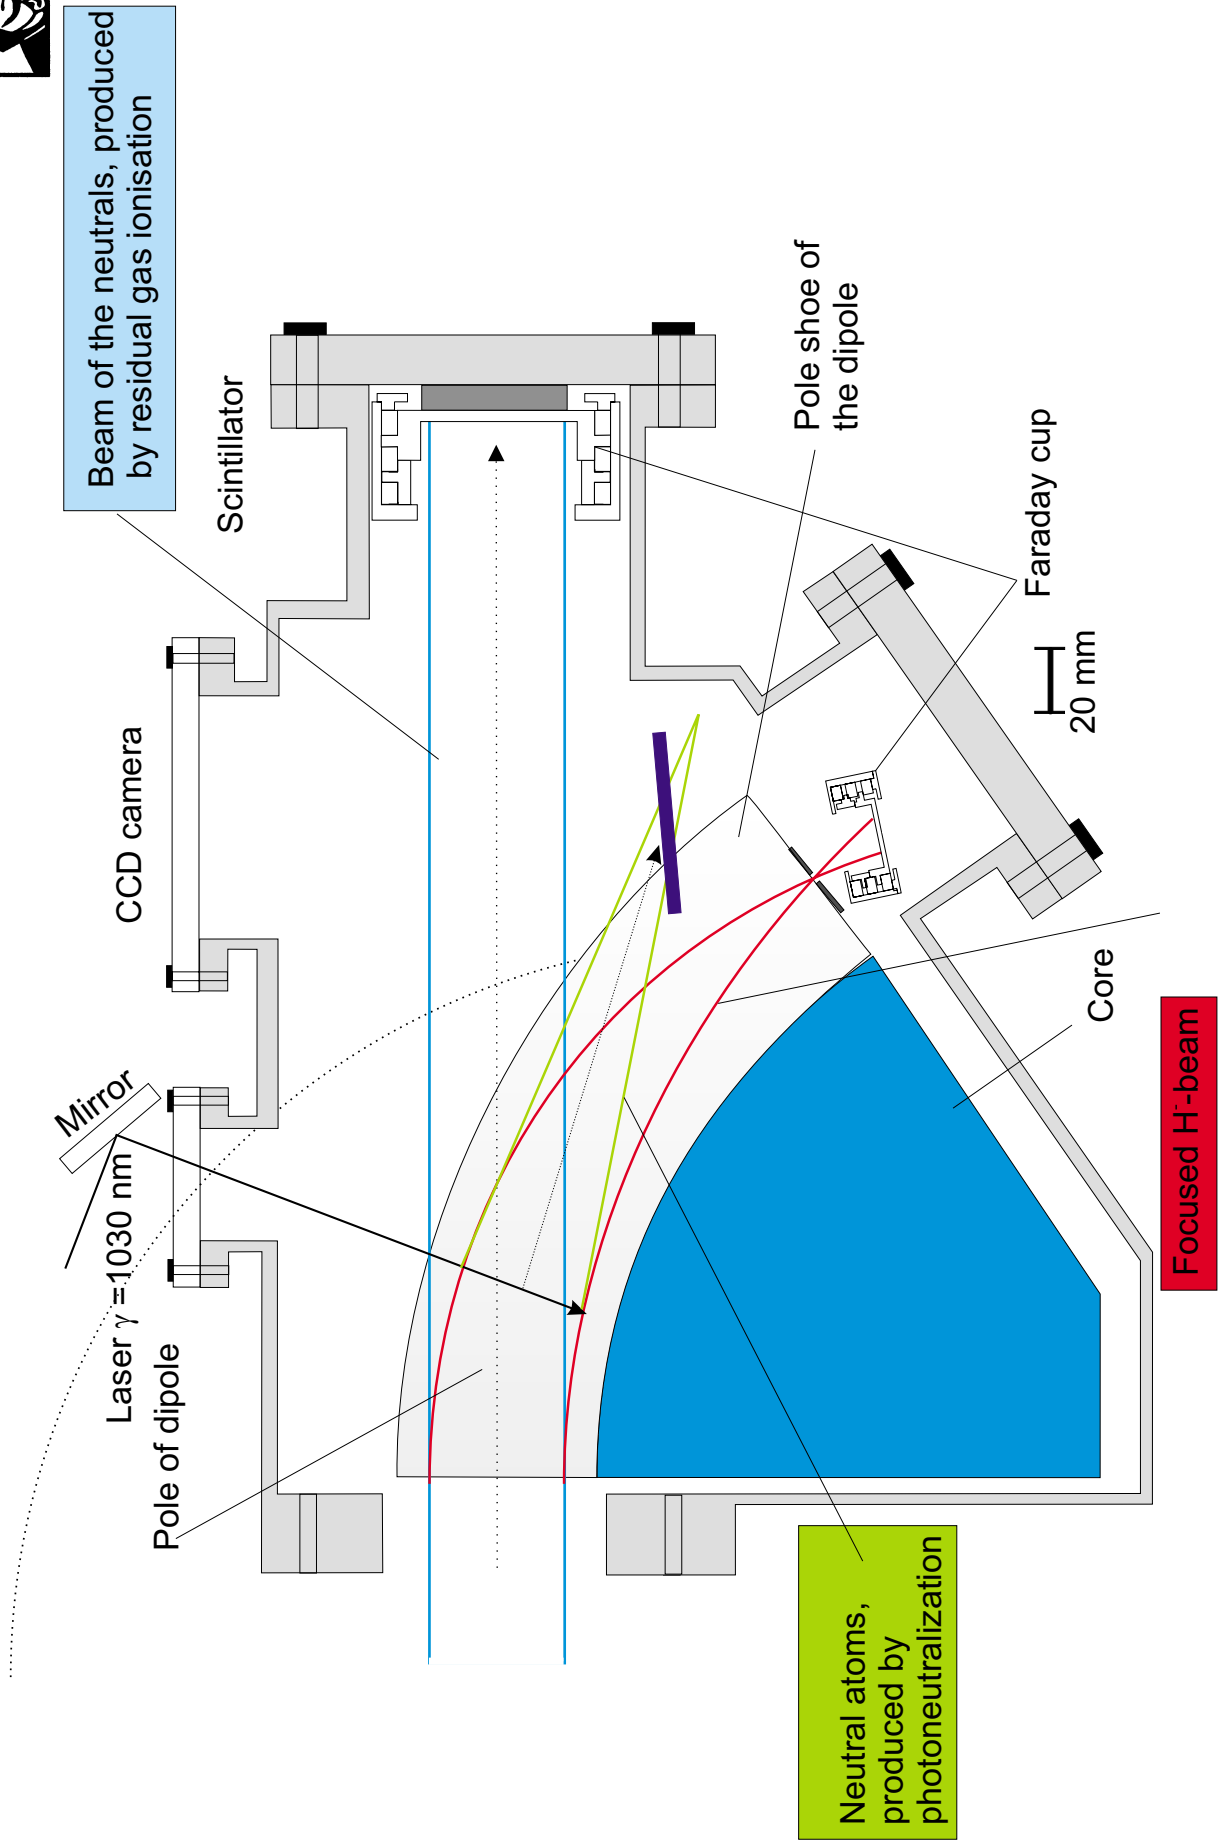 Beam of the neutrals, produced
by residual gas ionisation
Scintillator
CCD camera
Mirror
Laser γ =1030 nm
Pole of dipole
Pole shoe of
the dipole
Faraday cup
20 mm
Core
Focused H⁻-beam
Neutral atoms,
produced by
photoneutralization